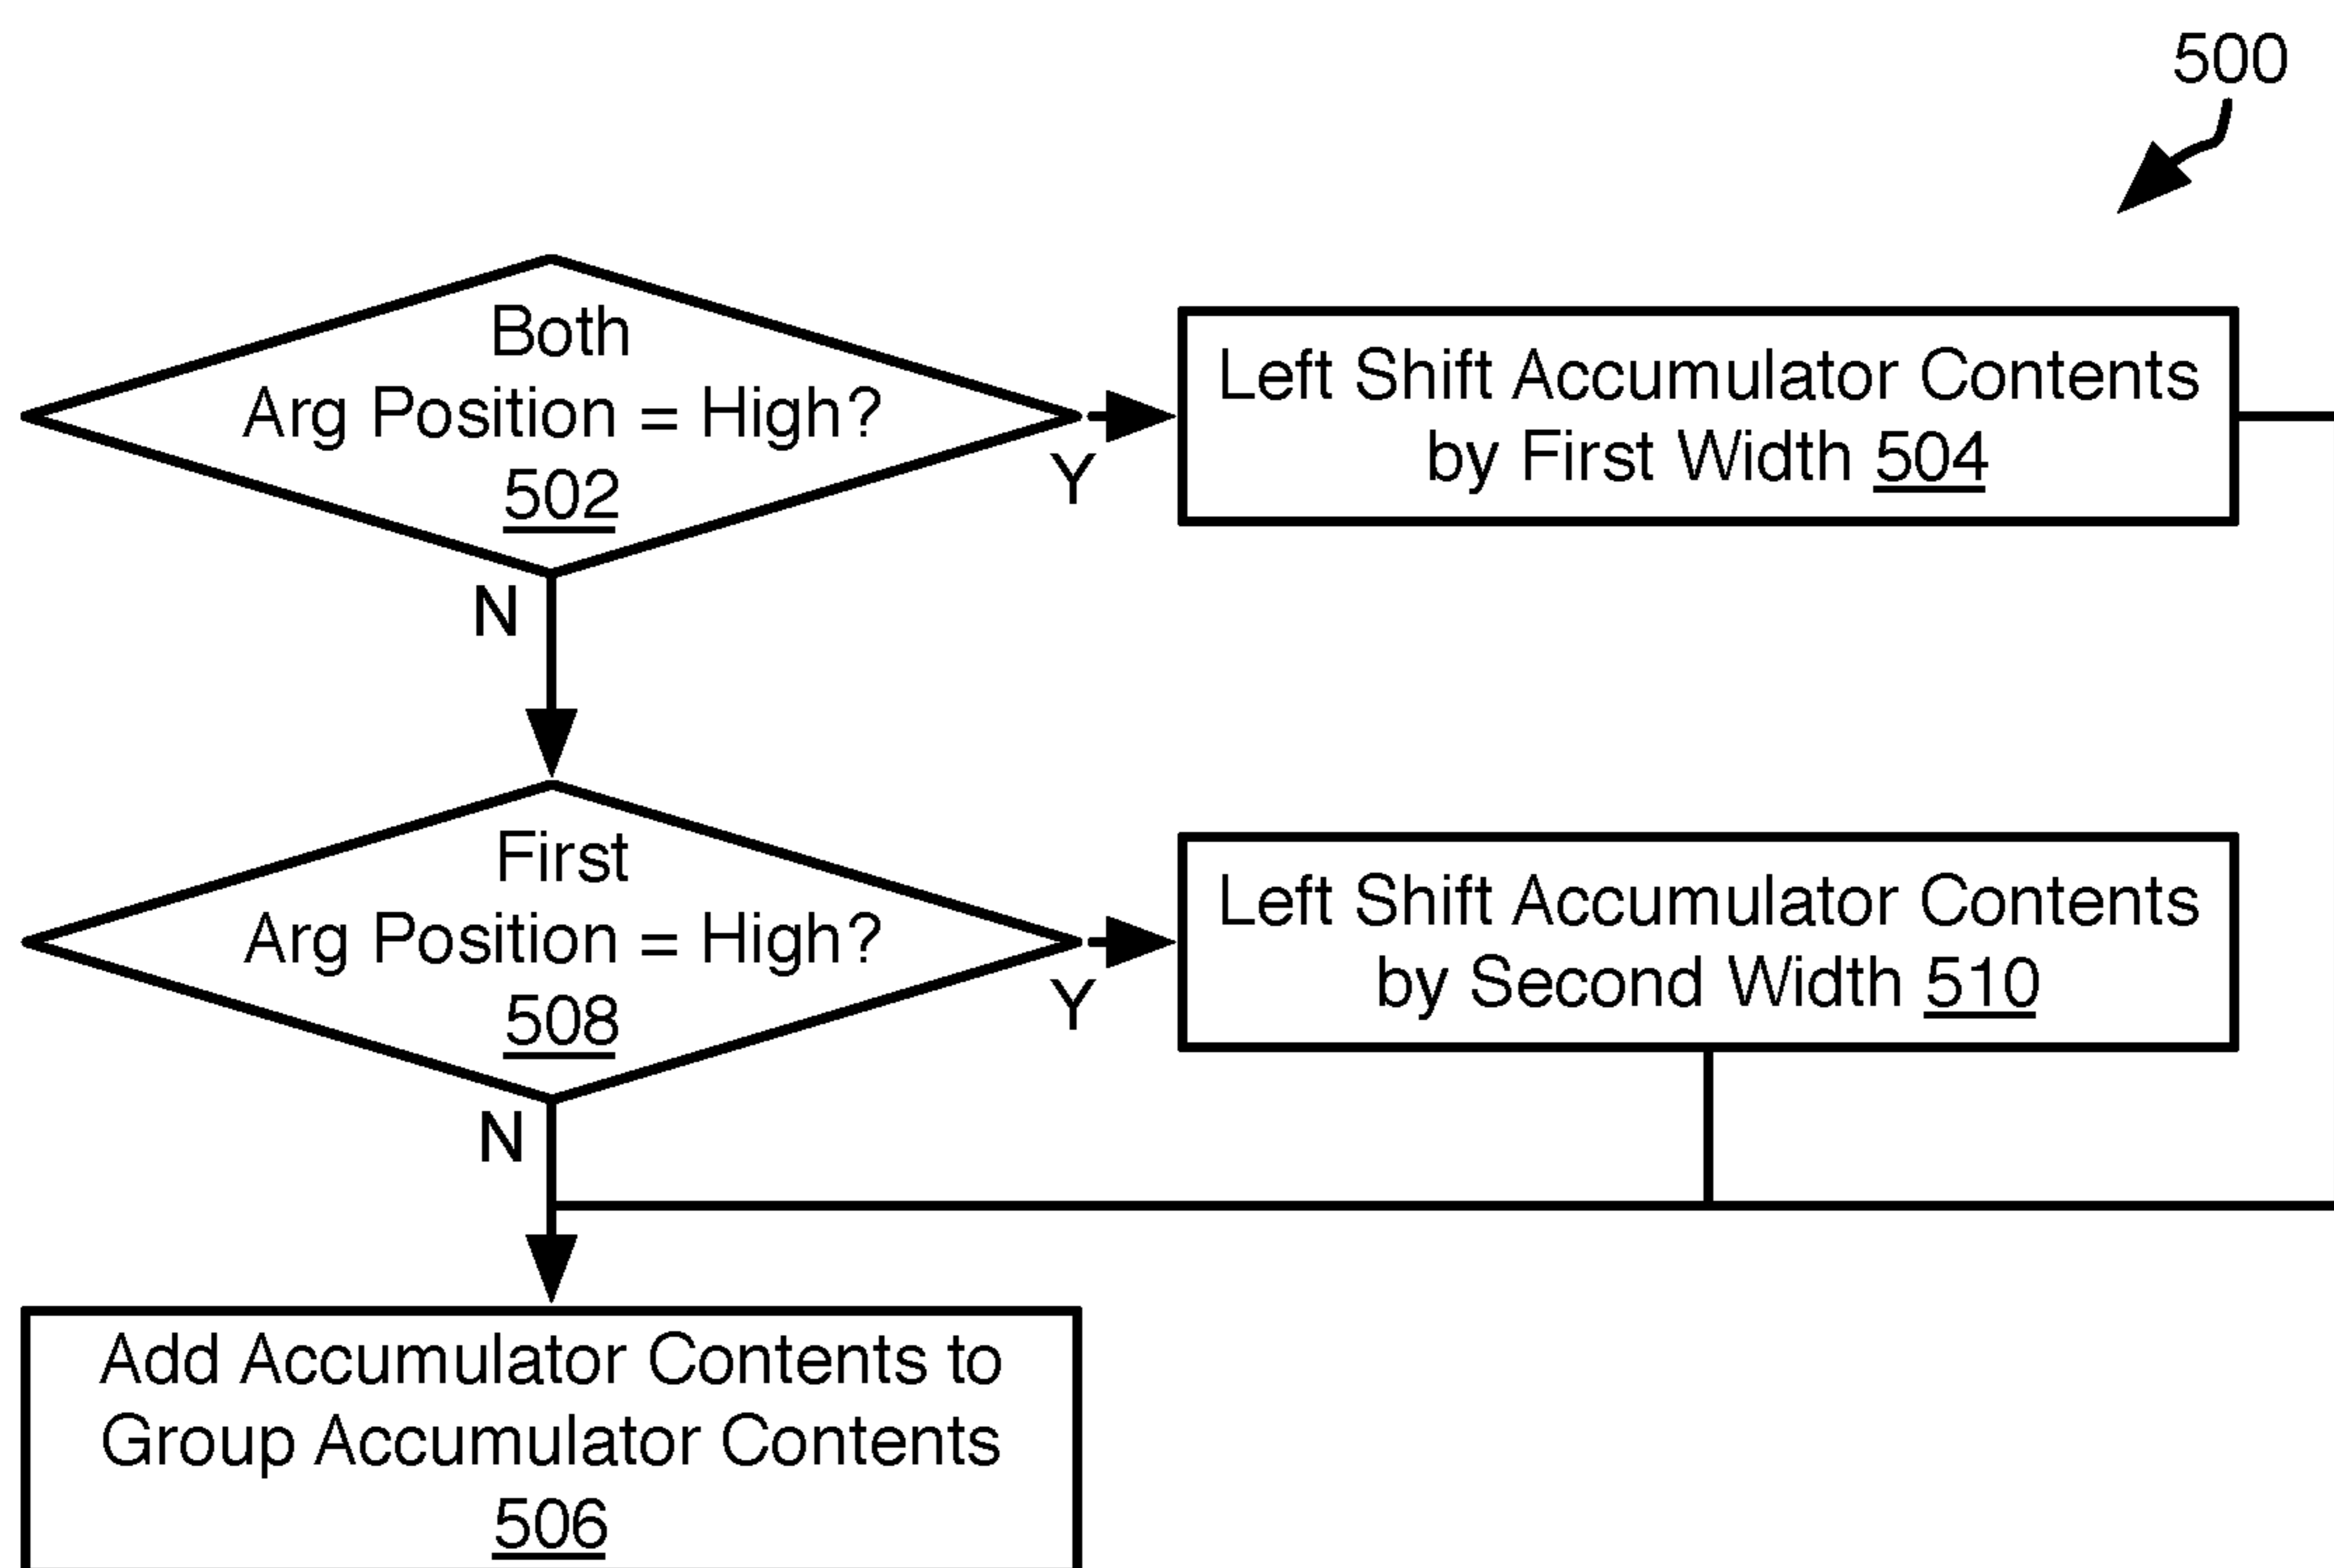 500
Both
Arg Position = High?
502
Y
N
Left Shift Accumulator Contents
by First Width 504
First
Arg Position = High?
508
Y
N
Left Shift Accumulator Contents
by Second Width 510
Add Accumulator Contents to
Group Accumulator Contents
506